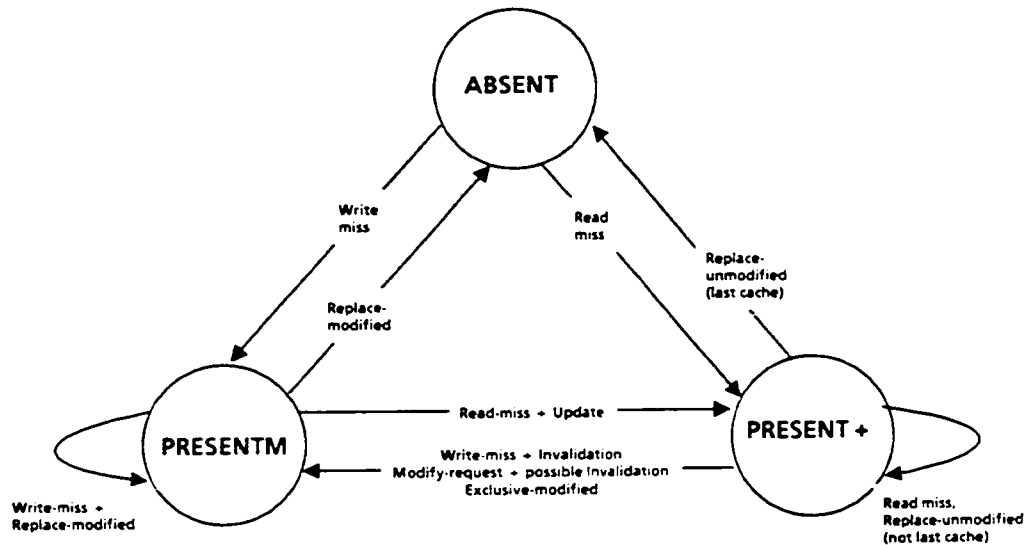 ABSENT
Write
miss
Read
miss
Replace-
unmodified
(last cache)
Replace-
modified
PRESENTM
Read-miss + Update
PRESENT +
Write-miss + Invalidation
Modify-request + possible Invalidation
Exclusive-modified
Write-miss +
Replace-modified
Read miss,
Replace-unmodified
(not last cache)